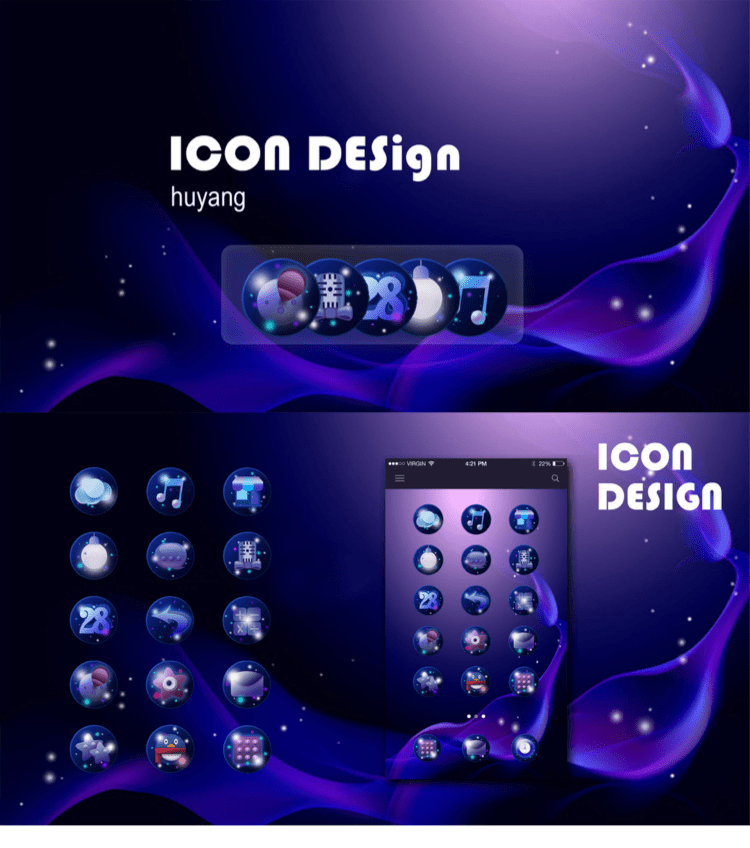 ICON DESign
huyang
28
ICON
DESIGN
VIRGIN 4:21 PM 22%
28
28